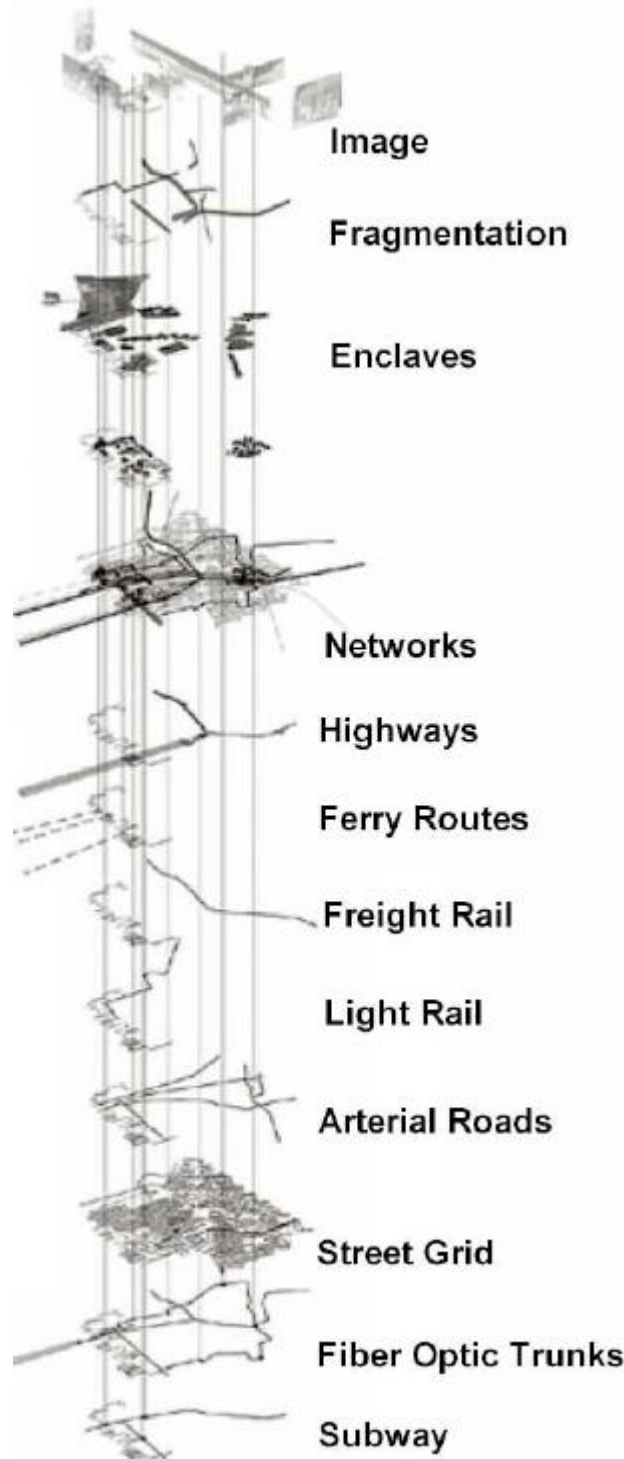 Image
Fragmentation
Enclaves
Networks
Highways
Ferry Routes
Freight Rail
Light Rail
Arterial Roads
Street Grid
Fiber Optic Trunks
Subway